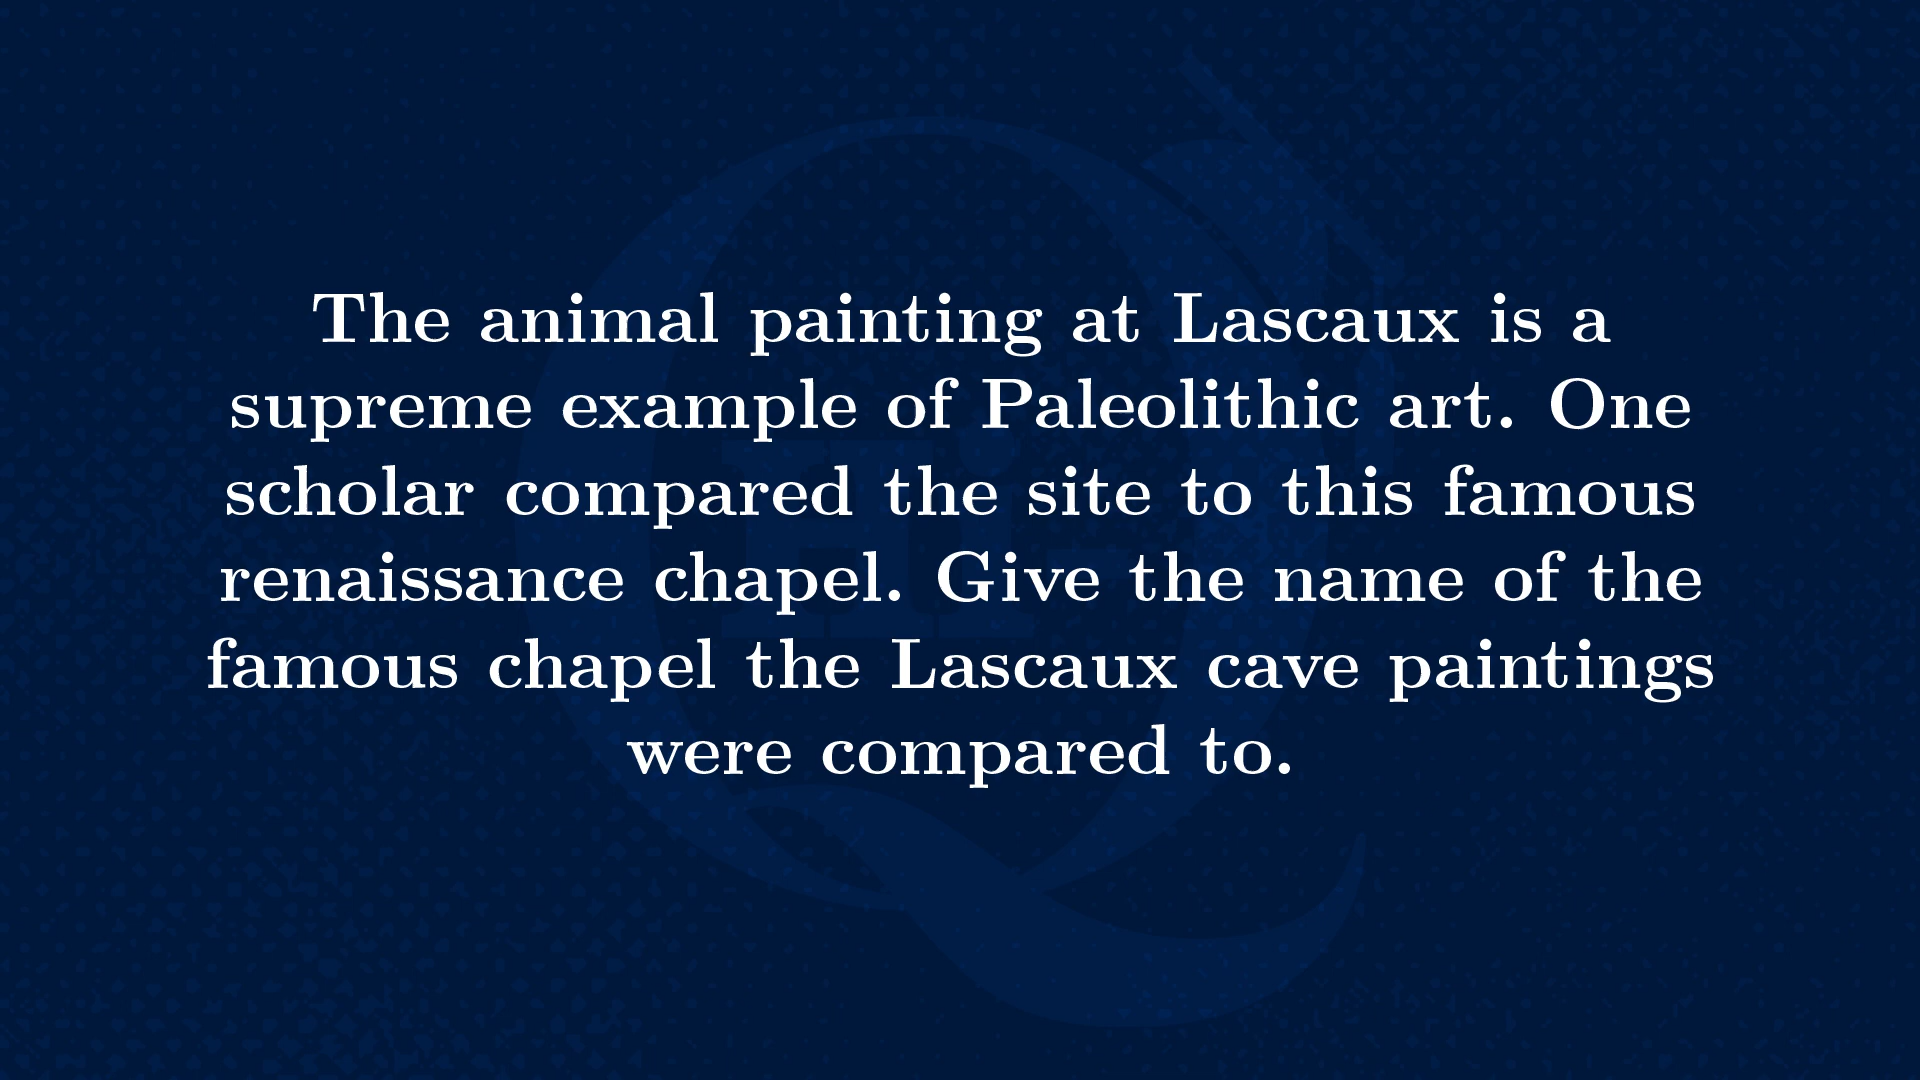 The animal painting at Lascaux is a
supreme example of Paleolithic art. One
scholar compared the site to this famous
renaissance chapel. Give the name of the
famous chapel the Lascaux cave paintings
were compared to.